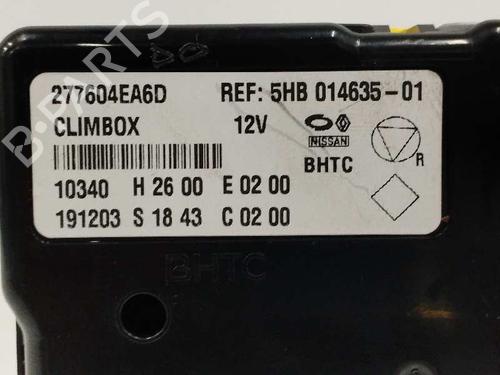 277604EA6D REF: 5HB 014635-01
CLIMBOX 12V
NISSAN
BHTC R
10340 H 26 00 E 02 00
191203 S 18 43 C 02 00
BHTC
B-PARTS